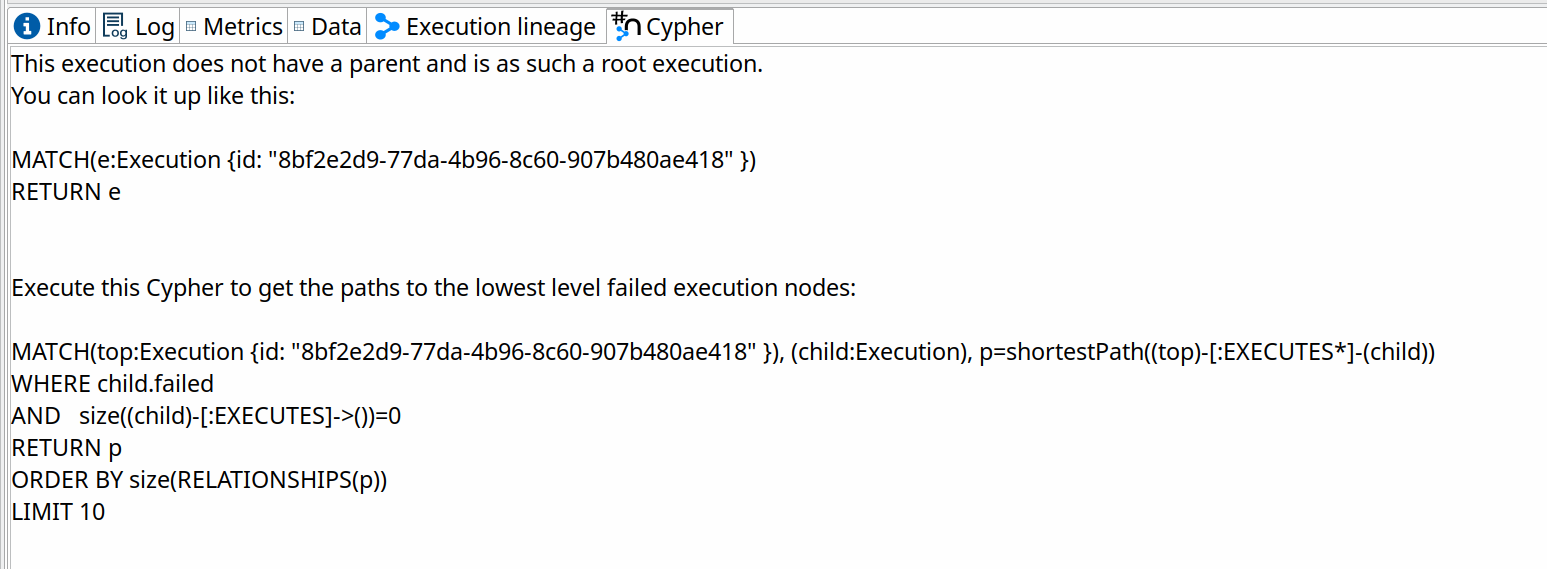 Info Log Metrics Data Execution lineage Cypher
This execution does not have a parent and is as such a root execution.
You can look it up like this:
MATCH(e:Execution {id: "8bf2e2d9-77da-4b96-8c60-907b480ae418" })
RETURN e
Execute this Cypher to get the paths to the lowest level failed execution nodes:
MATCH(top:Execution {id: "8bf2e2d9-77da-4b96-8c60-907b480ae418" }), (child:Execution), p=shortestPath((top)-[:EXECUTES*]-(child))
WHERE child.failed
AND   size((child)-[:EXECUTES]->())=0
RETURN p
ORDER BY size(RELATIONSHIPS(p))
LIMIT 10